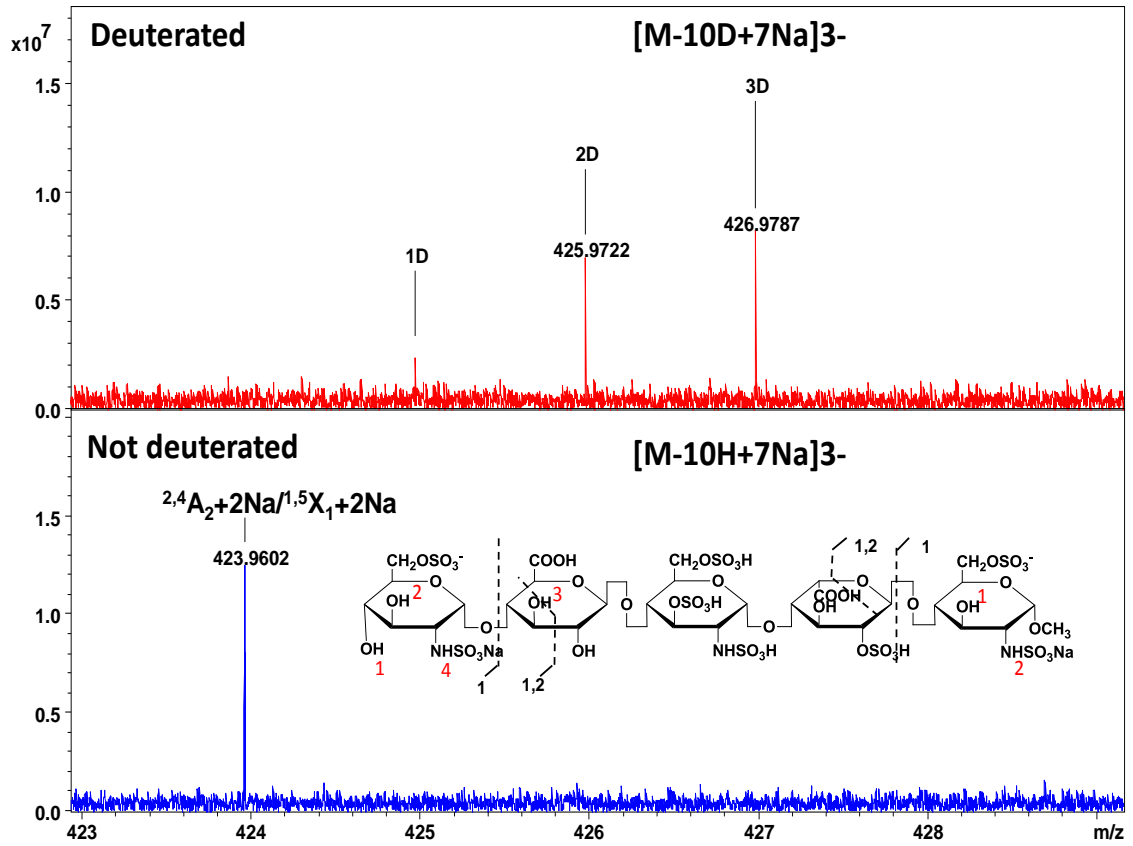 Deuterated
[M-10D+7Na]3-
x10⁷
1.5
1.0
0.5
0.0
1D
2D
425.9722
3D
426.9787
Not deuterated
[M-10H+7Na]3-
²,⁴A₂+2Na/¹,⁵X₁+2Na
423.9602
1.5
1.0
0.5
0.0
CH₂OSO₃⁻
COOH
CH₂OSO₃H
1,2
1
CH₂OSO₃⁻
O
2
OH
O
3
OH
O
OSO₃H
O
O
COOH
OH
O
O
1
OH
O
OH
NHSO₃Na
OH
NHSO₃H
O
OSO₃H
OCH₃
NHSO₃Na
1
4
1
1,2
2
423
424
425
426
427
428
m/z